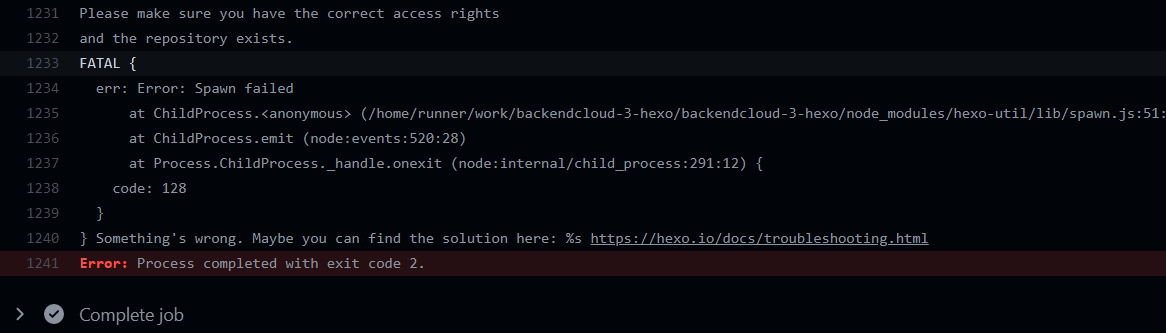 1231 Please make sure you have the correct access rights
1232 and the repository exists.
1233 FATAL {
1234 err: Error: Spawn failed
1235 at ChildProcess.<anonymous> (/home/runner/work/backendcloud-3-hexo/backendcloud-3-hexo/node_modules/hexo-util/lib/spawn.js:51:
1236 at ChildProcess.emit (node:events:520:28)
1237 at Process.ChildProcess._handle.onexit (node:internal/child_process:291:12) {
1238 code: 128
1239 }
1240 } Something's wrong. Maybe you can find the solution here: %s https://hexo.io/docs/troubleshooting.html
1241 Error: Process completed with exit code 2.
Complete job